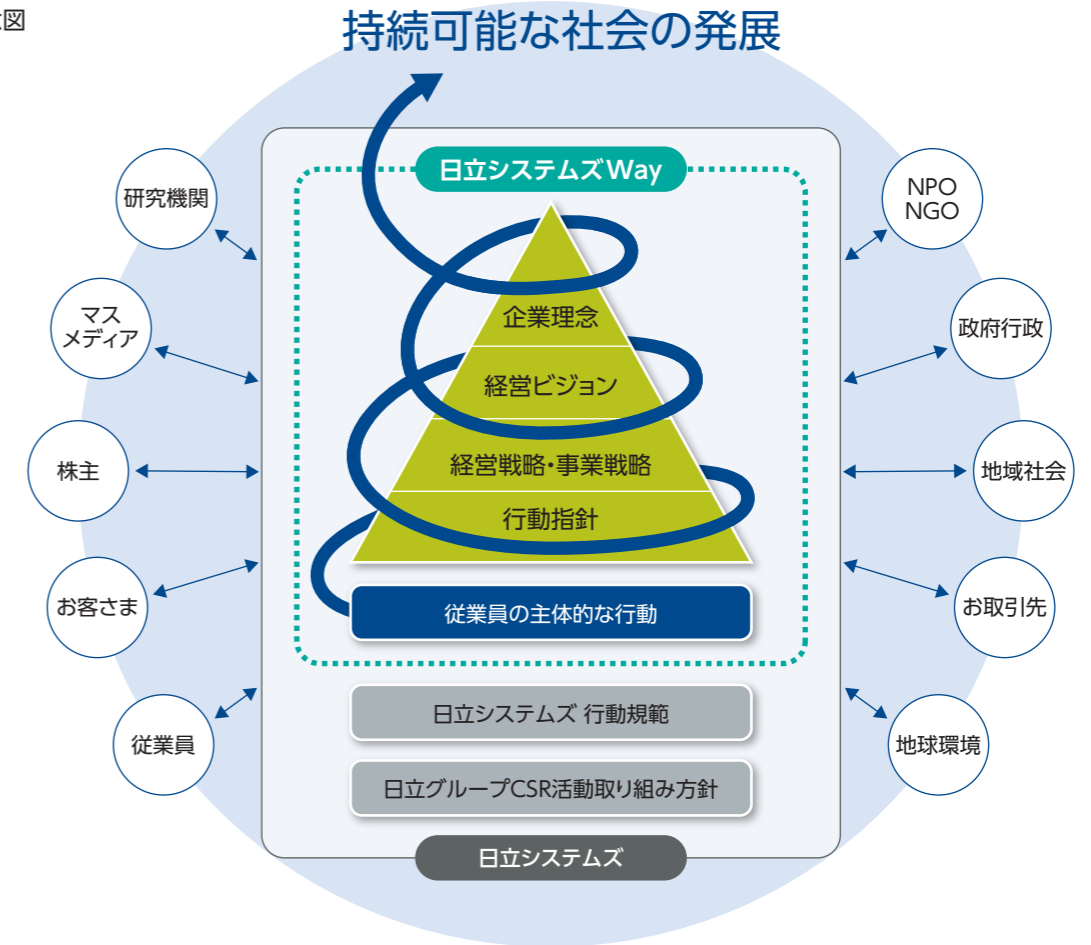 図
持続可能な社会の発展
日立システムズWay
研究機関
マス
メディア
株主
お客さま
従業員
企業理念
経営ビジョン
経営戦略・事業戦略
行動指針
従業員の主体的な行動
日立システムズ 行動規範
日立グループCSR活動取り組み方針
日立システムズ
NPO
NGO
政府行政
地域社会
お取引先
地球環境